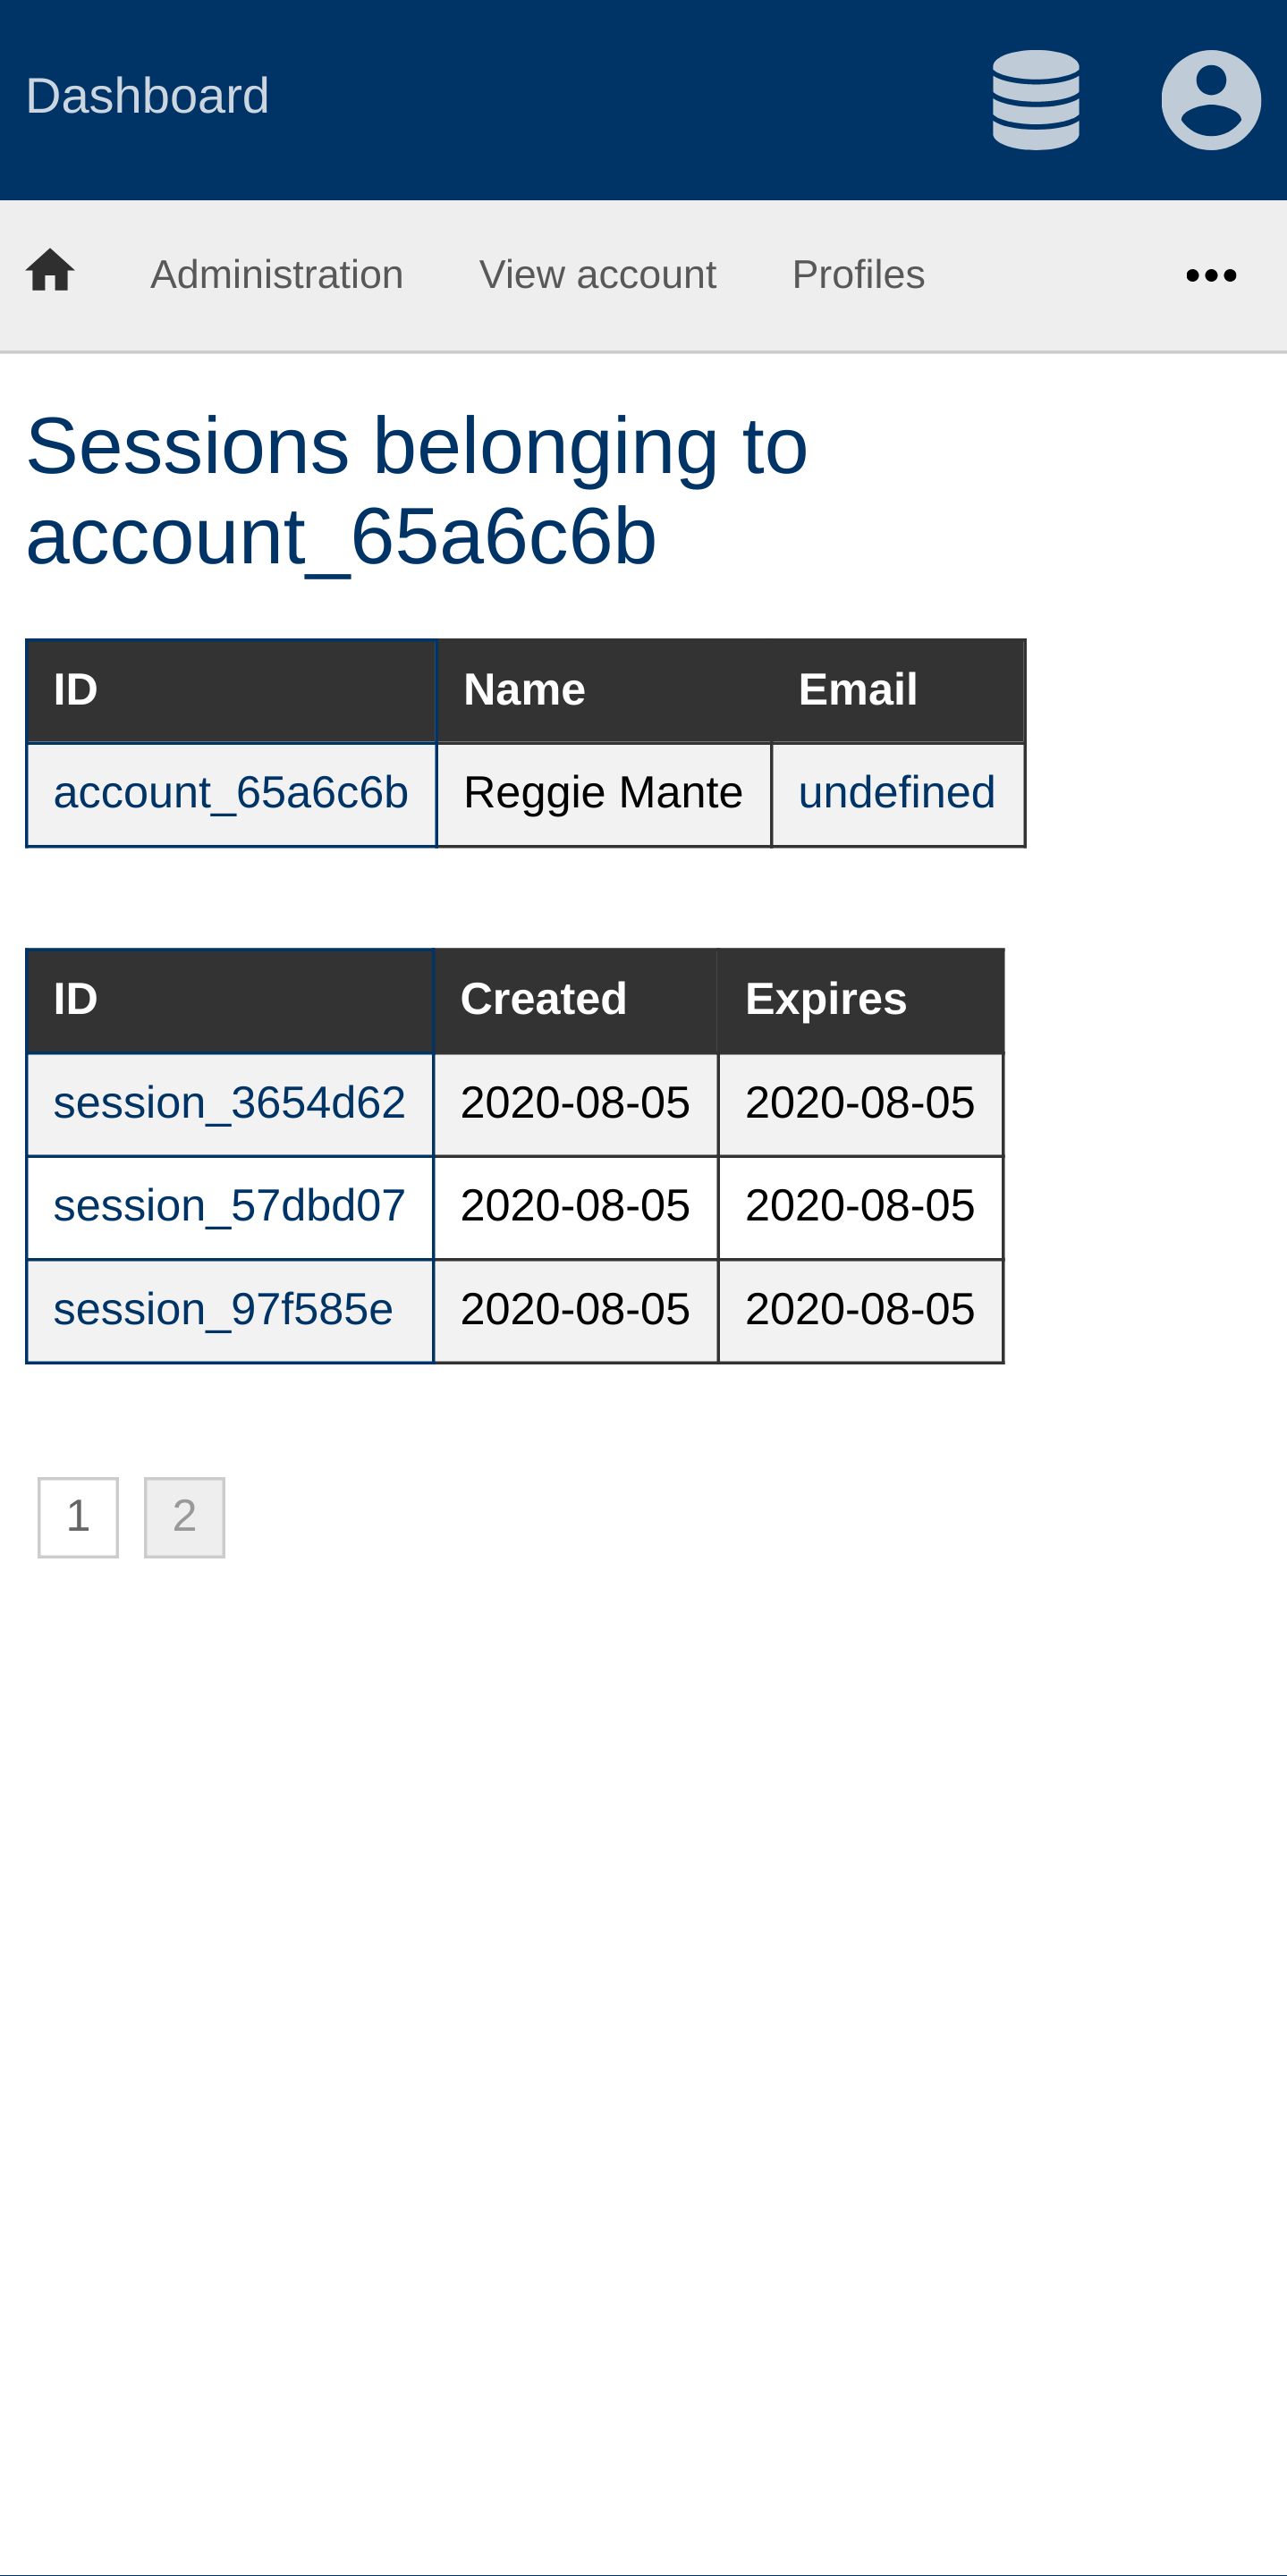 Dashboard
Administration View account Profiles
Sessions belonging to
account_65a6c6b
ID Name Email
account_65a6c6b Reggie Mante undefined
ID Created Expires
session_3654d62 2020-08-05 2020-08-05
session_57dbd07 2020-08-05 2020-08-05
session_97f585e 2020-08-05 2020-08-05
1 2